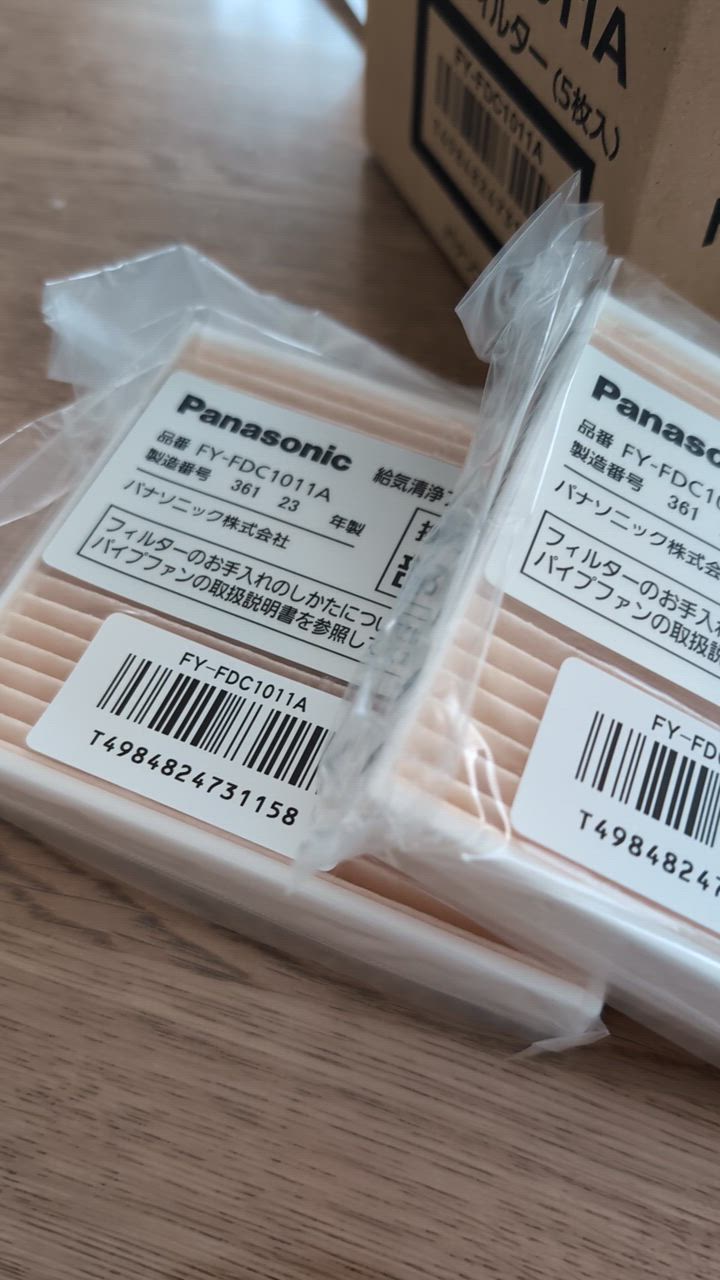 011A
ィルター (5枚入)
FY-FDC1011A
Panasonic
品番 FY-FDC1011A
製造番号 361 23 年製
給気清浄
パナソニック株式会社
フィルターのお手入れのしかたについ
パイプファンの取扱説明書を参照し
FY-FDC1011A
T4984824731158
Panaso
品番 FY-FDC10
製造番号 361
パナソニック株式会
フィルターのお手入れ
パイプファンの取扱説
FY-FD
T49848247